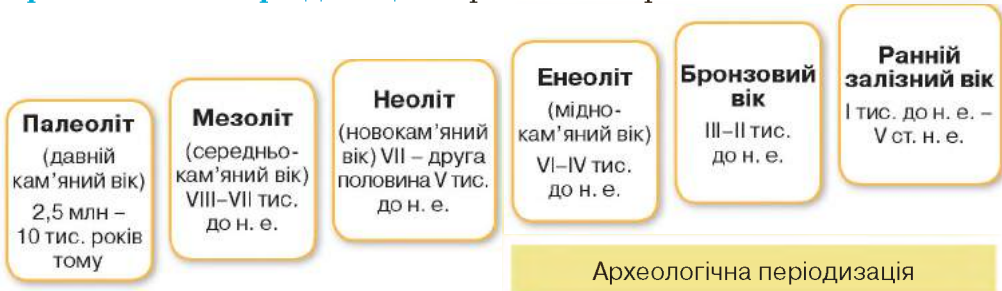 Палеоліт
(давній
кам’яний вік)
2,5 млн –
10 тис. років
тому
Мезоліт
(середньо-
кам’яний вік)
VIII–VII тис.
до н. е.
Неоліт
(новокам’яний
вік) VII – друга
половина V тис.
до н. е.
Енеоліт
(мідно-
кам’яний вік)
VI–IV тис.
до н. е.
Бронзовий
вік
III–II тис.
до н. е.
Ранній
залізний вік
I тис. до н. е. –
V ст. н. е.
Археологічна періодизація